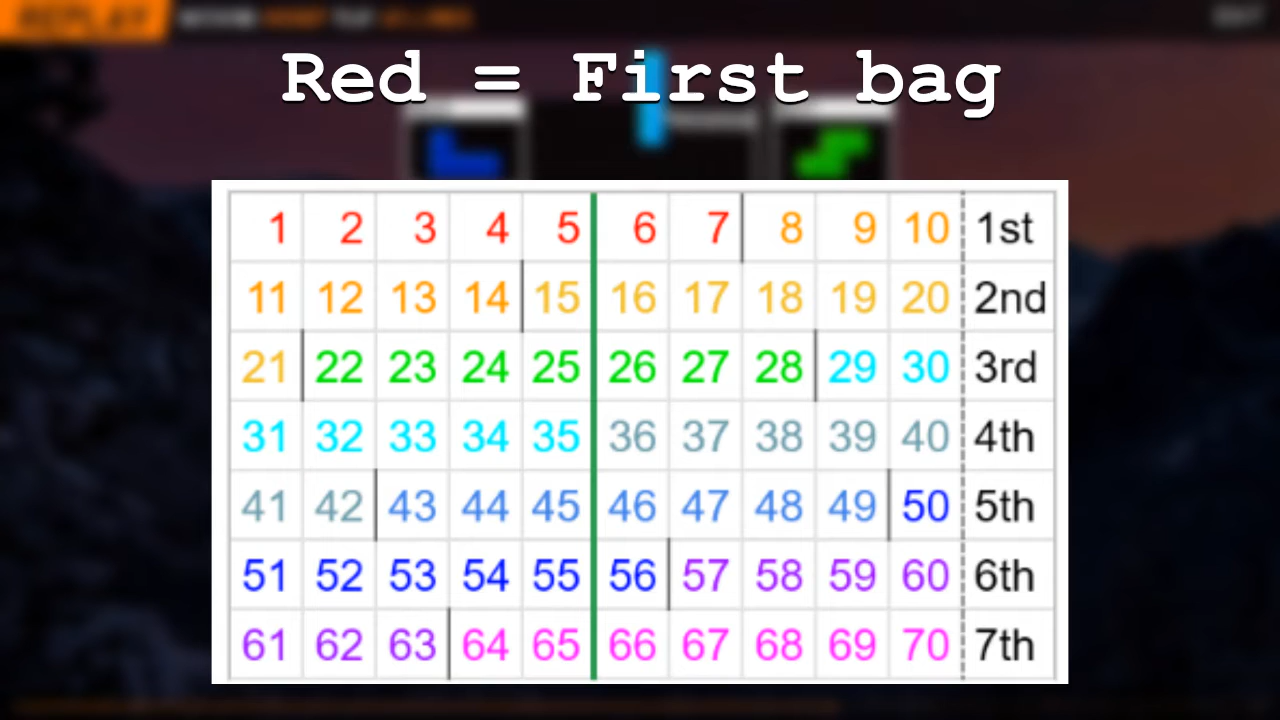 REPLAY
Red = First bag
1 2 3 4 5 6 7 8 9 10 1st
11 12 13 14 15 16 17 18 19 20 2nd
21 22 23 24 25 26 27 28 29 30 3rd
31 32 33 34 35 36 37 38 39 40 4th
41 42 43 44 45 46 47 48 49 50 5th
51 52 53 54 55 56 57 58 59 60 6th
61 62 63 64 65 66 67 68 69 70 7th